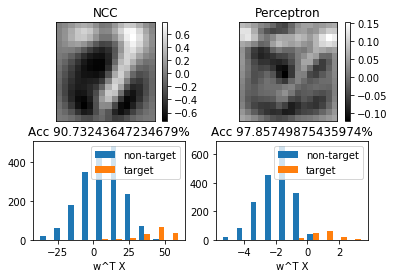 NCC
Perceptron
0.6
0.4
0.2
0.0
−0.2
−0.4
−0.6
0.15
0.10
0.05
0.00
−0.05
−0.10
Acc 90.73243647234679%
Acc 97.85749875435974%
400
200
0
non-target
target
−25
0
25
50
w^T X
600
400
200
0
non-target
target
−4
−2
0
2
w^T X